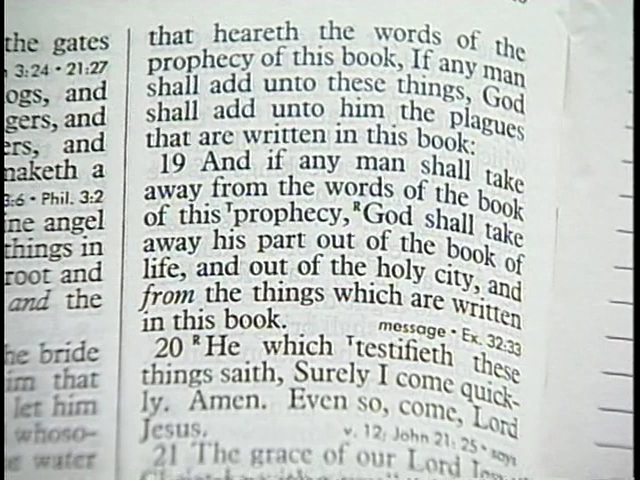 the gates
3:24 • 21:27
ogs, and
gers, and
ers, and
naketh a
3:6 • Phil. 3:2
ne angel
things in
root and
and the
he bride
im that
let him
whoso-
water
that heareth the words of the
prophecy of this book, If any man
shall add unto these things, God
shall add unto him the plagues
that are written in this book:
19 And if any man shall take
away from the words of the book
of this Tprophecy,RGod shall take
away his part out of the book of
life, and out of the holy city, and
from the things which are written
in this book. message • Ex. 32:33
20 RHe which Ttestifieth these
things saith, Surely I come quick-
ly. Amen. Even so, come, Lord
Jesus. v. 12; John 21:25 • says
21 The grace of our Lord